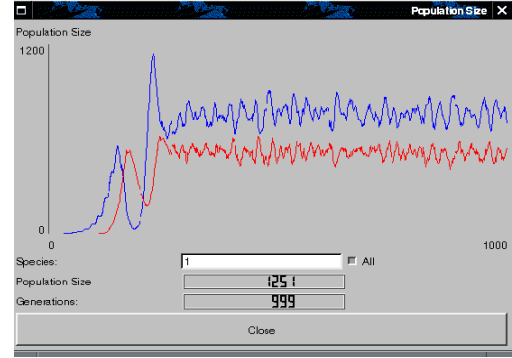 Population Size
Population Size
1200
0
0 1000
Species: 1 All
Population Size 1251
Generations: 999
Close